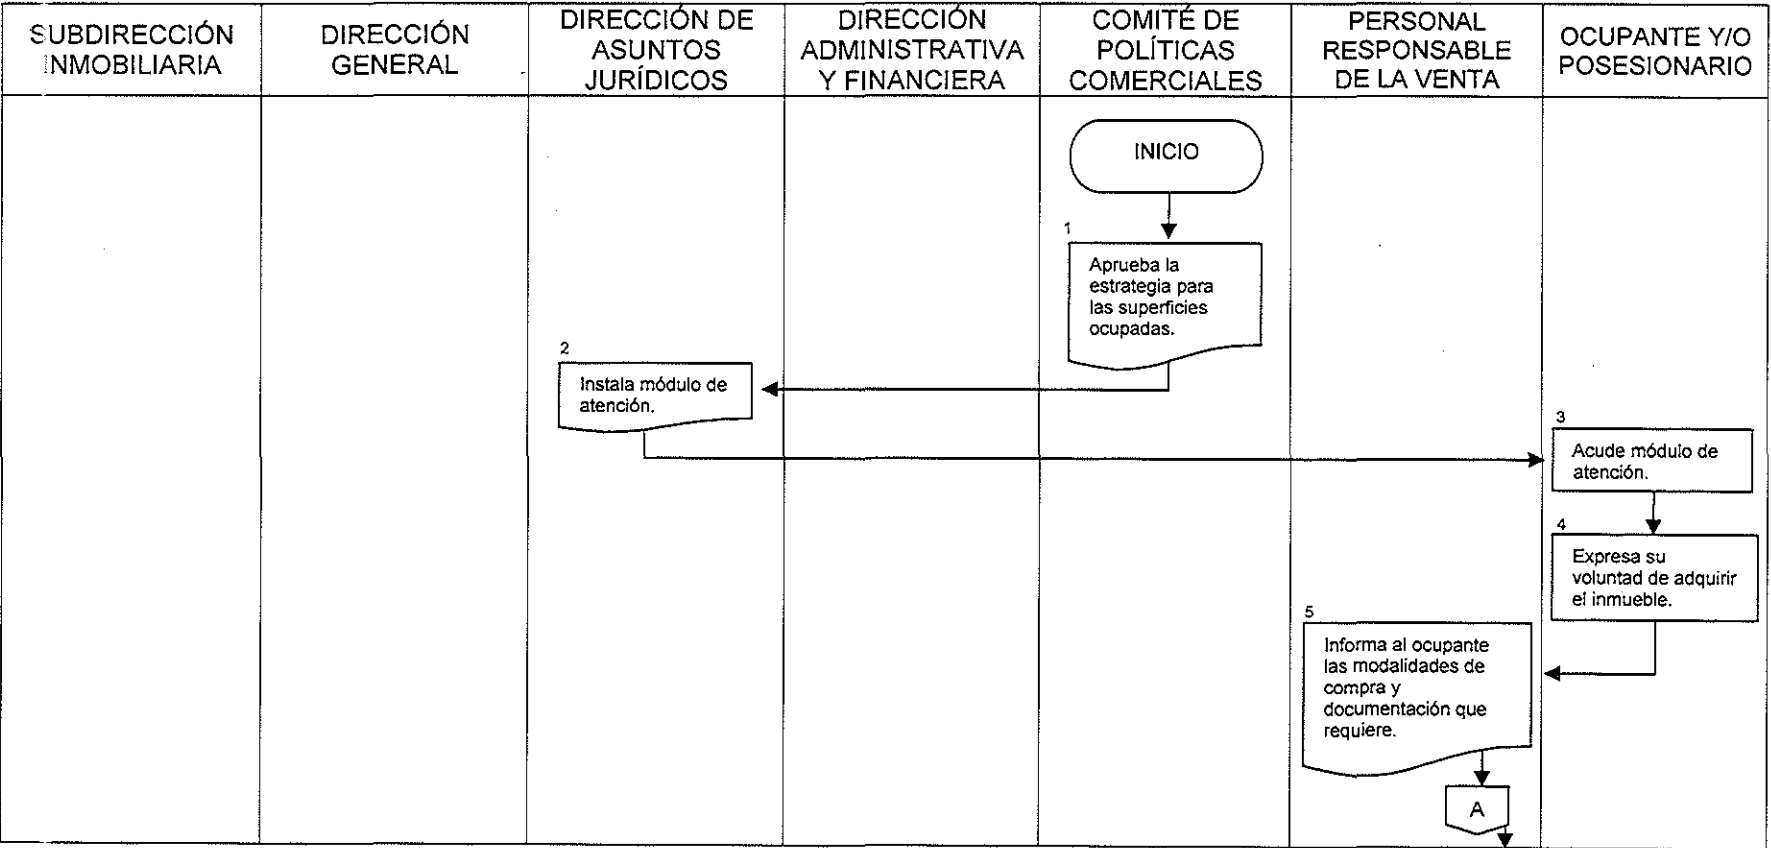 SUBDIRECCIÓN
INMOBILIARIA
DIRECCIÓN
GENERAL
DIRECCIÓN DE
ASUNTOS
JURÍDICOS
DIRECCIÓN
ADMINISTRATIVA
Y FINANCIERA
COMITÉ DE
POLÍTICAS
COMERCIALES
PERSONAL
RESPONSABLE
DE LA VENTA
OCUPANTE Y/O
POSESIONARIO
INICIO
1
Aprueba la
estrategia para
las superficies
ocupadas.
2
Instala módulo de
atención.
3
Acude módulo de
atención.
4
Expresa su
voluntad de adquirir
el inmueble.
5
Informa al ocupante
las modalidades de
compra y
documentación que
requiere.
A